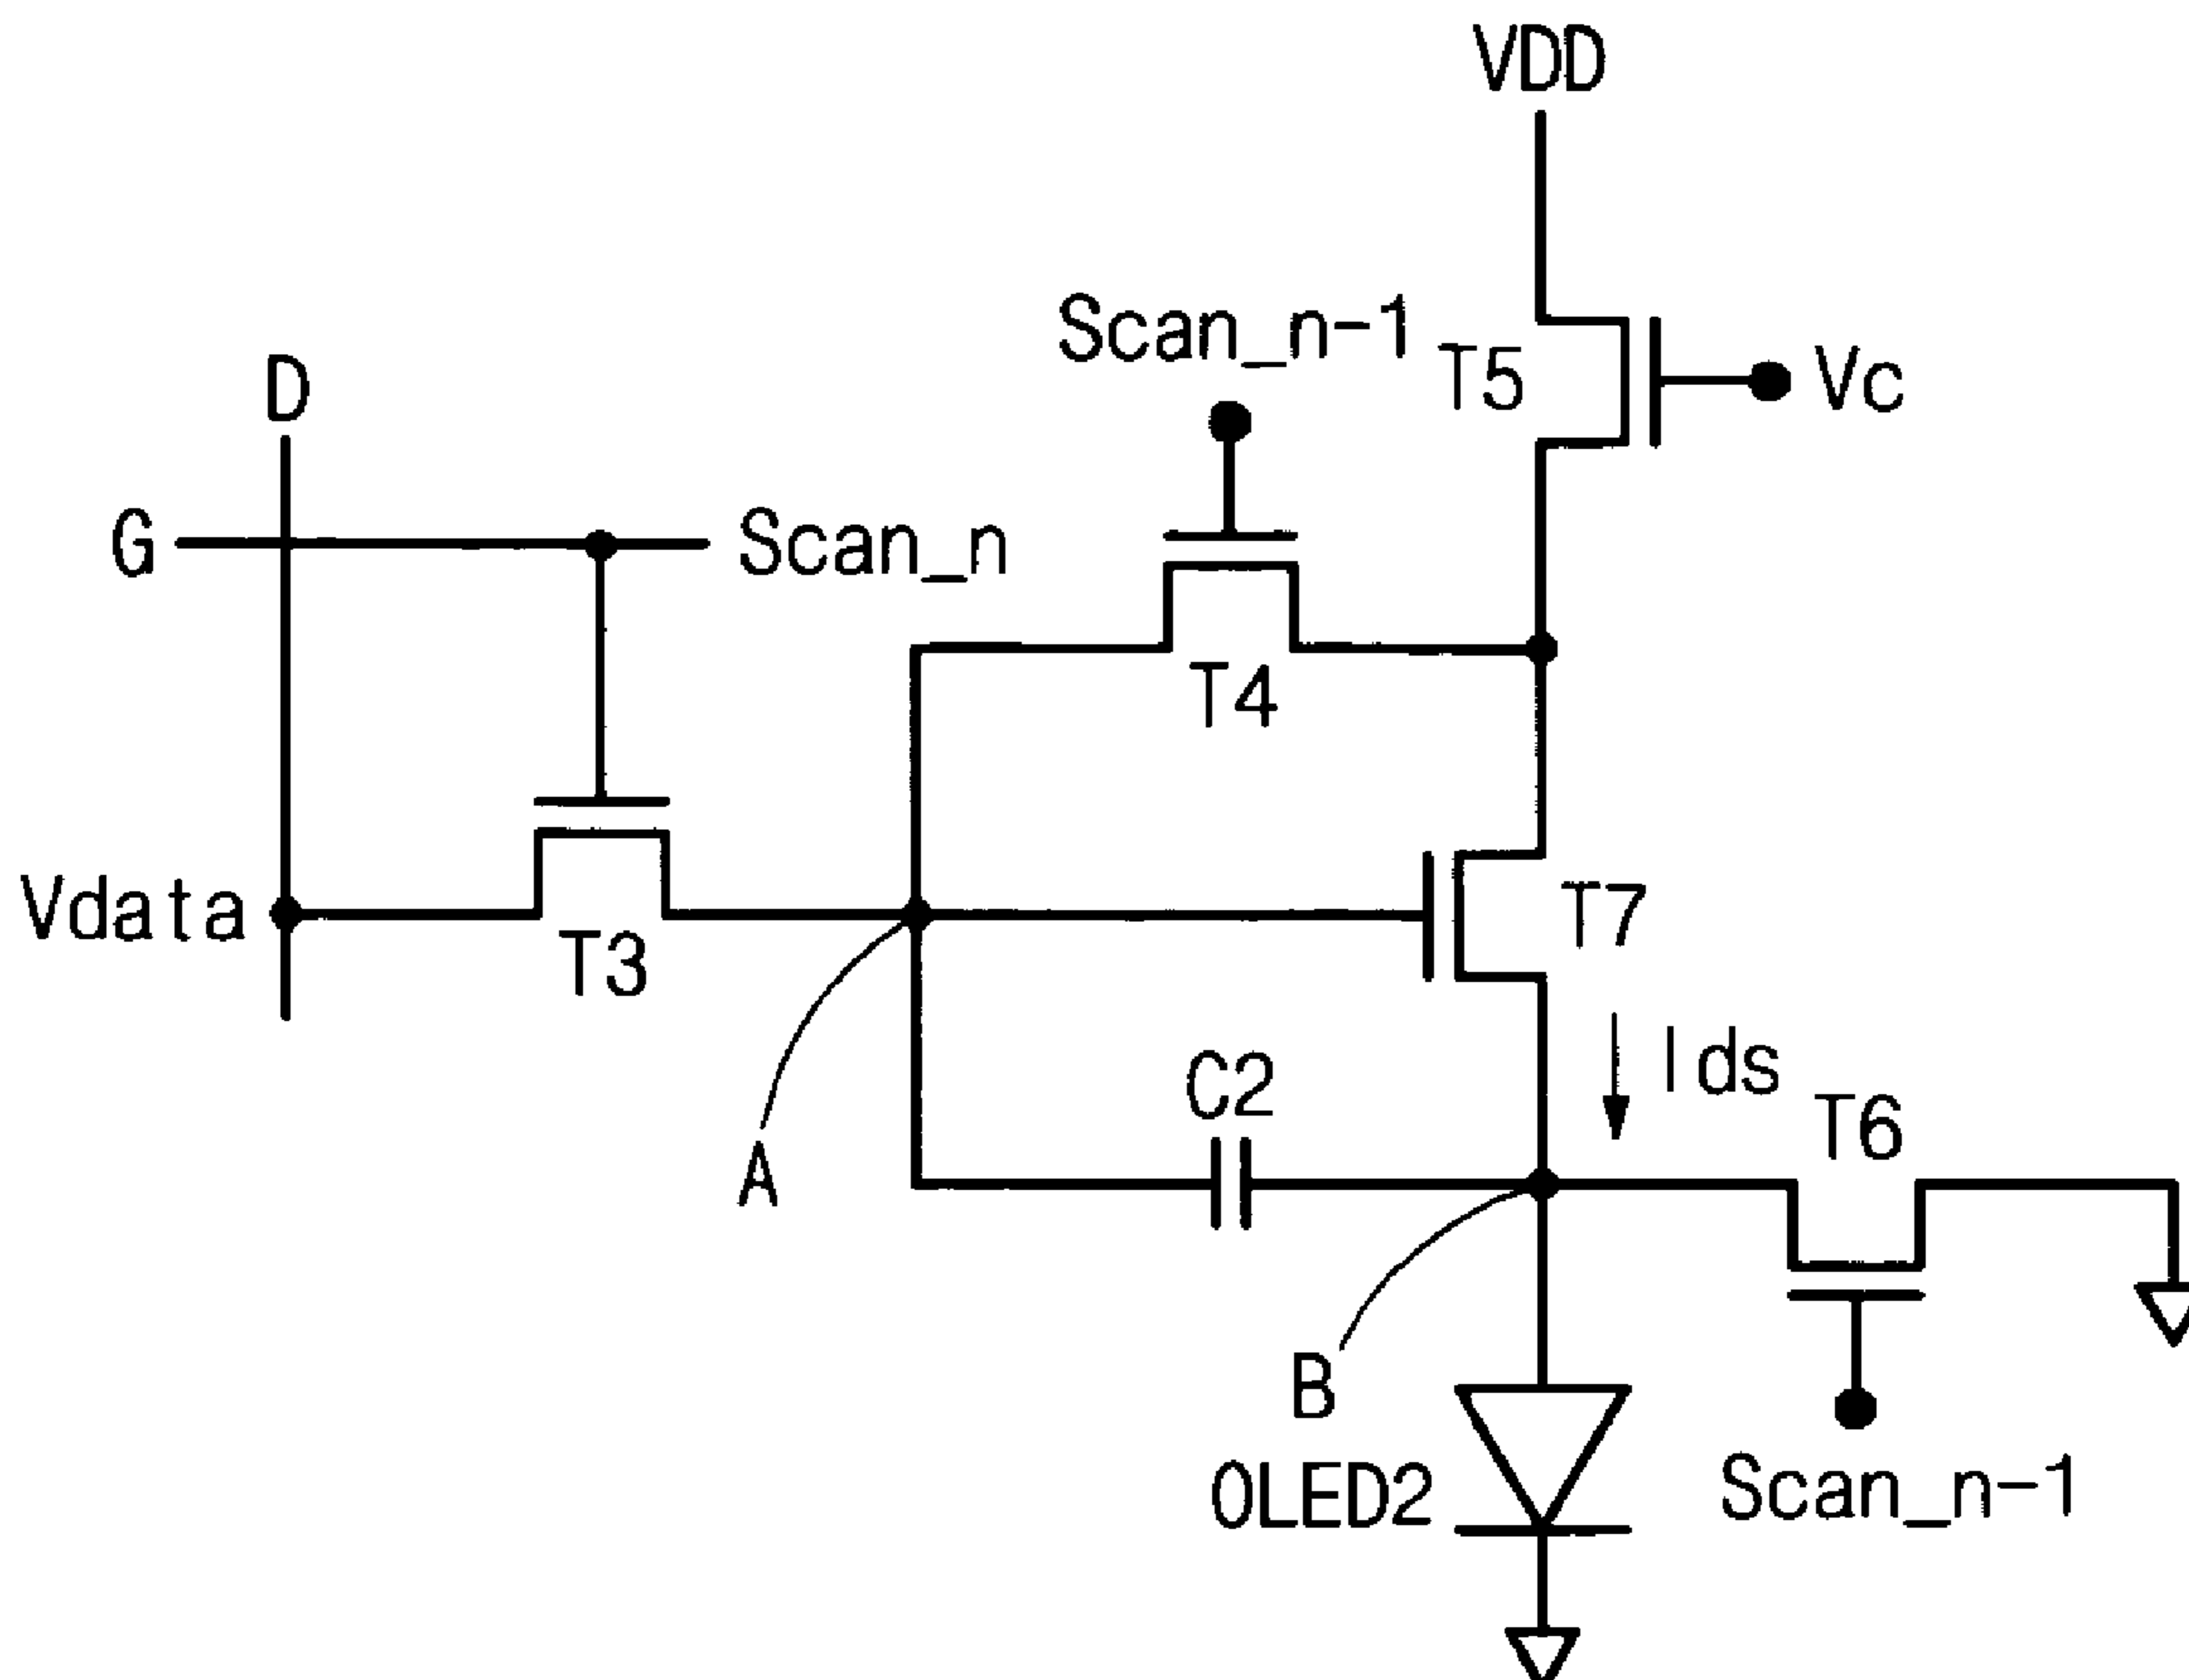 VDD
Scan_n-1
T5
Vc
D
G
Scan_n
T4
Vdata
T3
T7
Ids
C2
T6
A
B
OLED2
Scan_n-1